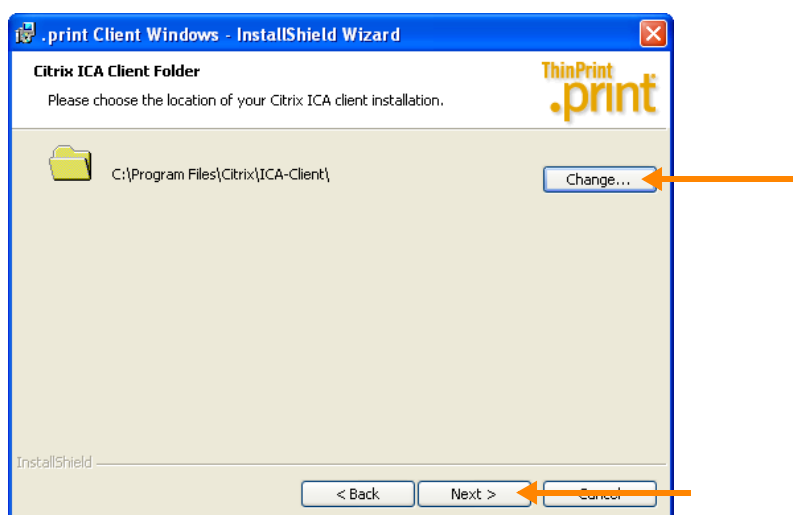 .print Client Windows - InstallShield Wizard
Citrix ICA Client Folder
Please choose the location of your Citrix ICA client installation.
ThinPrint
.print
C:\Program Files\Citrix\ICA-Client\
Change...
InstallShield
< Back
Next >
Cancel